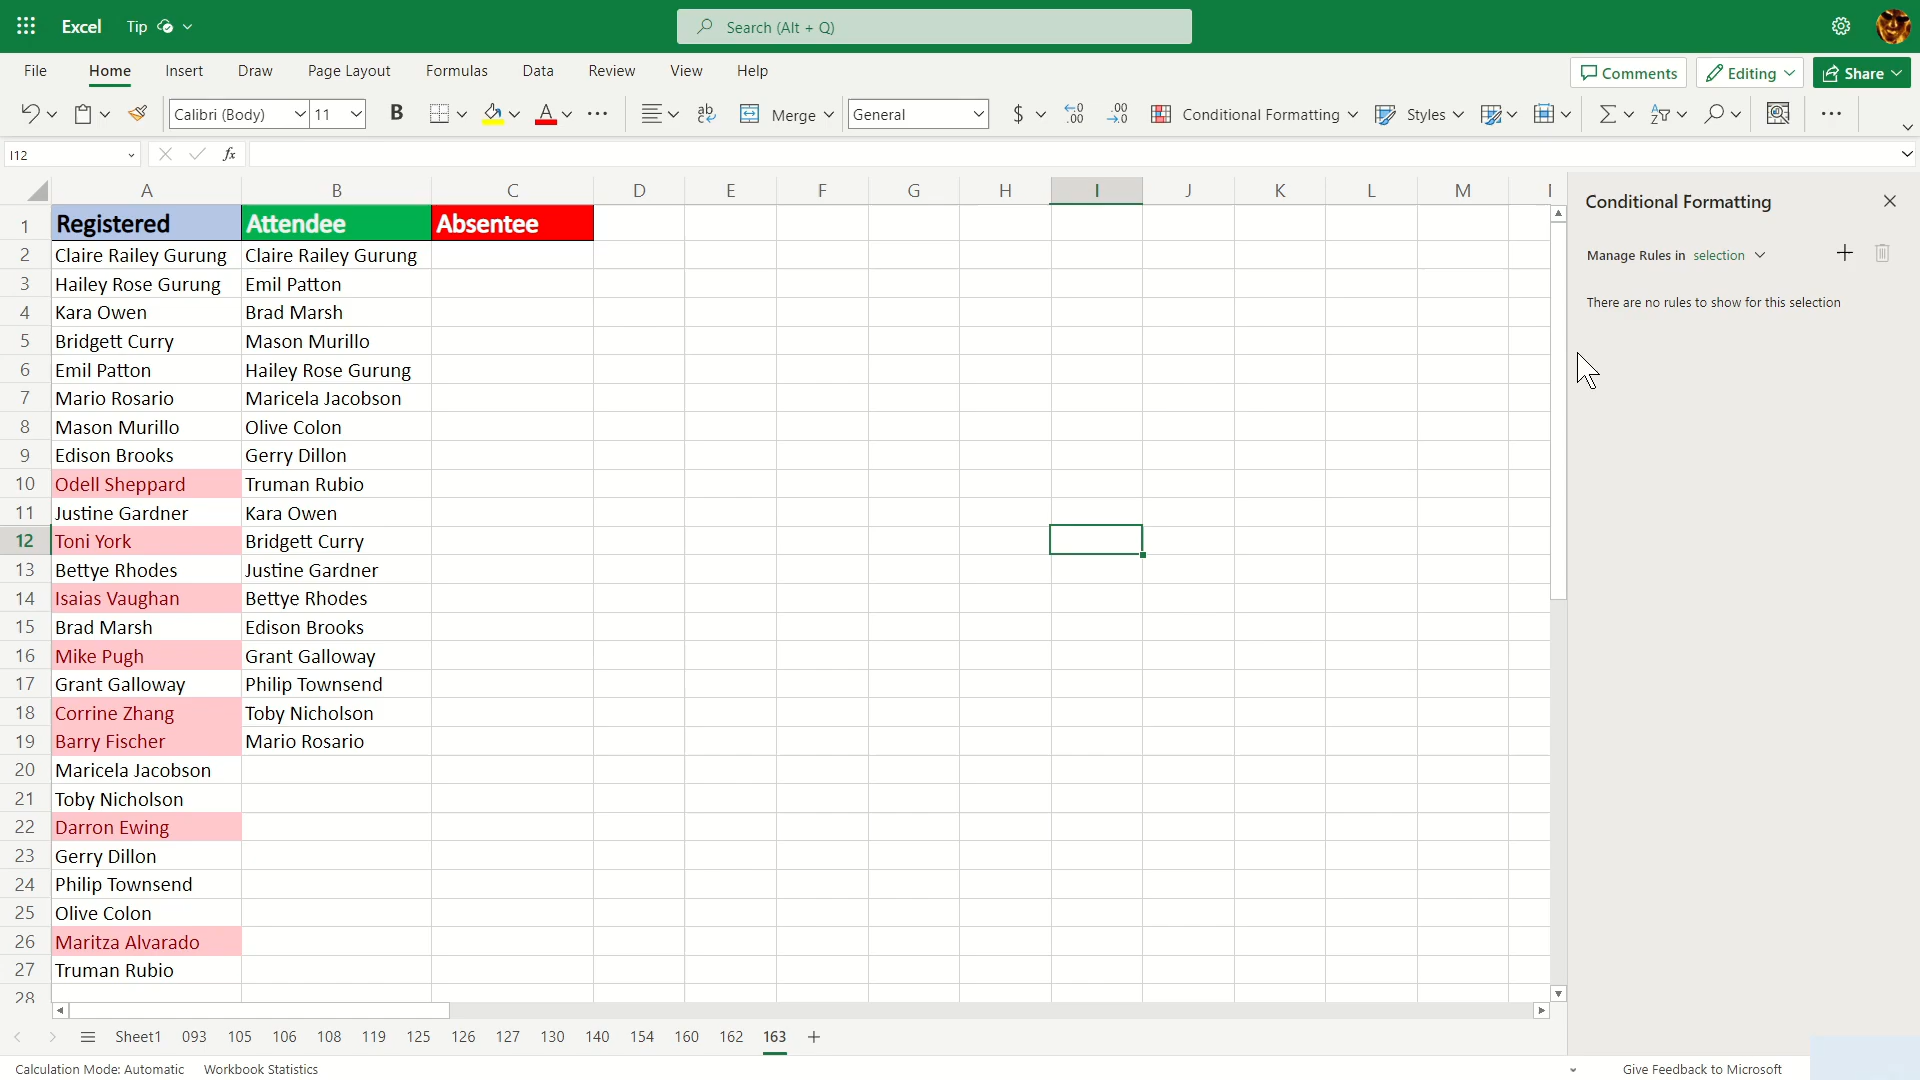 Excel Tip Search (Alt + Q)
File Home Insert Draw Page Layout Formulas Data Review View Help Comments Editing Share
Calibri (Body) 11 B A ab Merge General $ Conditional Formatting Styles
I12 fx
A B C D E F G H I J K L M
1 Registered Attendee Absentee
2 Claire Railey Gurung Claire Railey Gurung
3 Hailey Rose Gurung Emil Patton
4 Kara Owen Brad Marsh
5 Bridgett Curry Mason Murillo
6 Emil Patton Hailey Rose Gurung
7 Mario Rosario Maricela Jacobson
8 Mason Murillo Olive Colon
9 Edison Brooks Gerry Dillon
10 Odell Sheppard Truman Rubio
11 Justine Gardner Kara Owen
12 Toni York Bridgett Curry
13 Bettye Rhodes Justine Gardner
14 Isaias Vaughan Bettye Rhodes
15 Brad Marsh Edison Brooks
16 Mike Pugh Grant Galloway
17 Grant Galloway Philip Townsend
18 Corrine Zhang Toby Nicholson
19 Barry Fischer Mario Rosario
20 Maricela Jacobson
21 Toby Nicholson
22 Darron Ewing
23 Gerry Dillon
24 Philip Townsend
25 Olive Colon
26 Maritza Alvarado
27 Truman Rubio
28
Conditional Formatting
Manage Rules in selection
There are no rules to show for this selection
Sheet1 093 105 106 108 119 125 126 127 130 140 154 160 162 163
Calculation Mode: Automatic Workbook Statistics Give Feedback to Microsoft